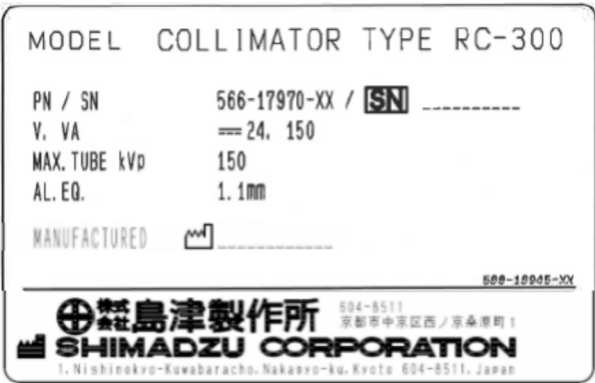 MODEL COLLIMATOR TYPE RC-300
PN / SN 566-17970-XX / SN __________
V. VA ⎓24. 150
MAX.TUBE kVp 150
AL.EQ. 1.1mm
MANUFACTURED ____________
566-18945-XX
株式会社島津製作所 604-8511
京都市中京区西ノ京桑原町1
SHIMADZU CORPORATION
1, Nishinokyo-Kuwabaracho, Nakagyo-ku, Kyoto 604-8511, Japan